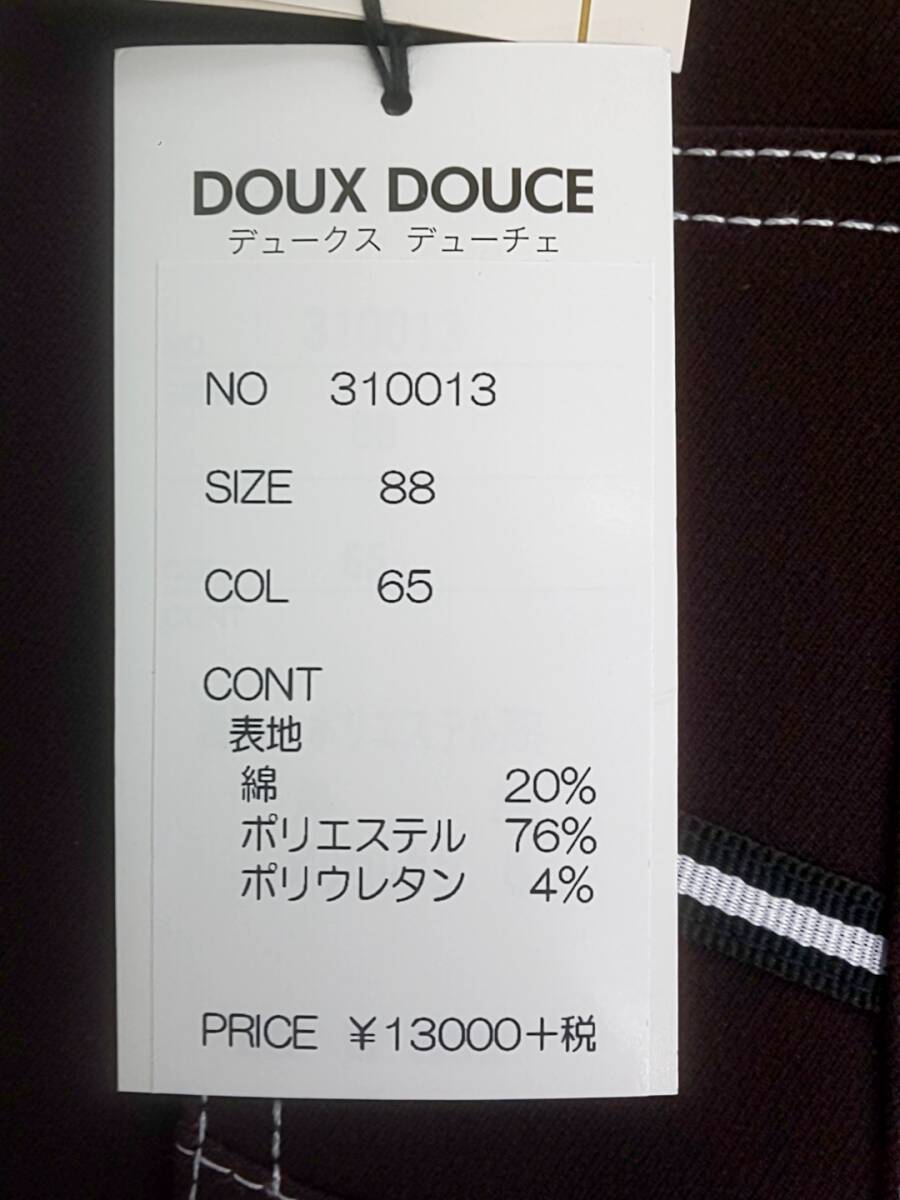 DOUX DOUCE
デュークス デューチェ
NO 310013
SIZE 88
COL 65
CONT
表地
綿 20%
ポリエステル 76%
ポリウレタン 4%
PRICE ¥13000+税